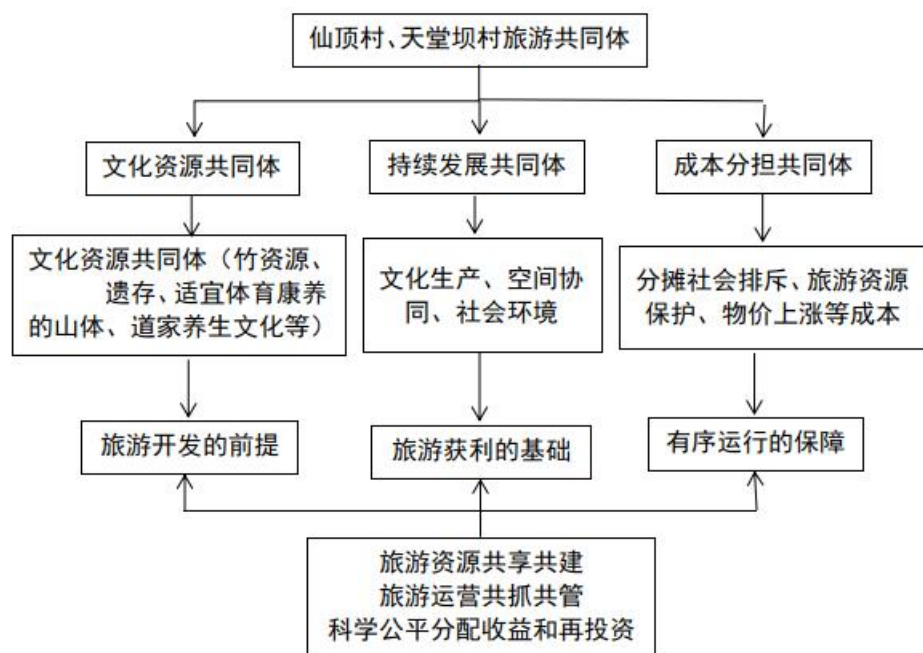 仙顶村、天堂坝村旅游共同体
文化资源共同体
持续发展共同体
成本分担共同体
文化资源共同体（竹资源、
遗存、适宜体育康养
的山体、道家养生文化等）
文化生产、空间协
同、社会环境
分摊社会排斥、旅游资源
保护、物价上涨等成本
旅游开发的前提
旅游获利的基础
有序运行的保障
旅游资源共享共建
旅游运营共抓共管
科学公平分配收益和再投资